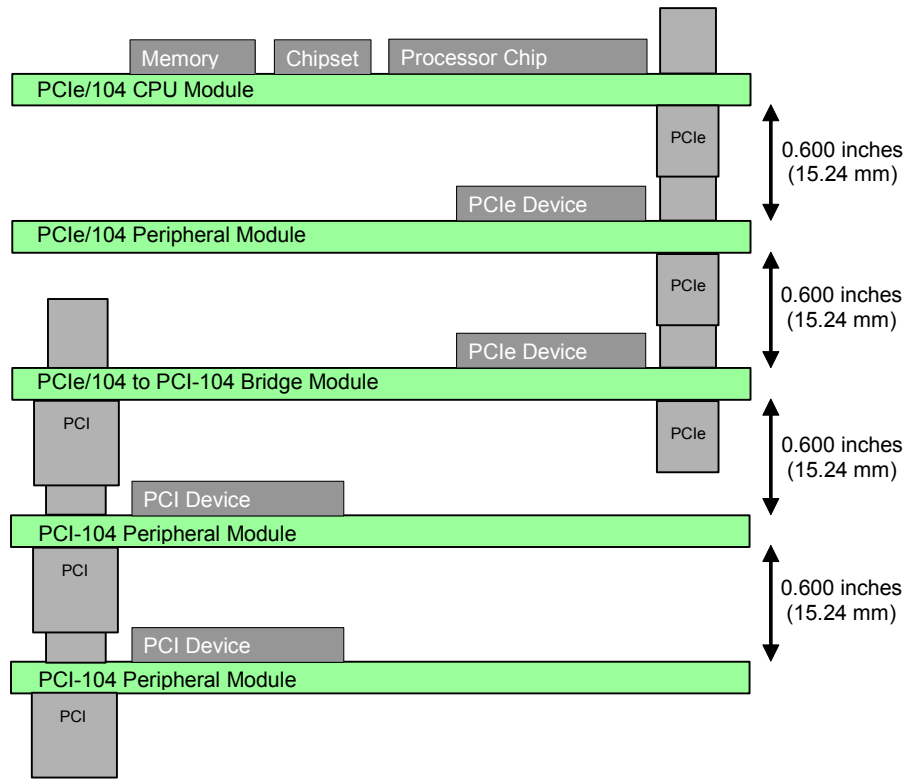 Memory
Chipset
Processor Chip
PCIe/104 CPU Module
PCIe
0.600 inches
(15.24 mm)
PCIe Device
PCIe/104 Peripheral Module
PCIe
0.600 inches
(15.24 mm)
PCIe Device
PCIe/104 to PCI-104 Bridge Module
PCI
PCIe
0.600 inches
(15.24 mm)
PCI Device
PCI-104 Peripheral Module
PCI
0.600 inches
(15.24 mm)
PCI Device
PCI-104 Peripheral Module
PCI